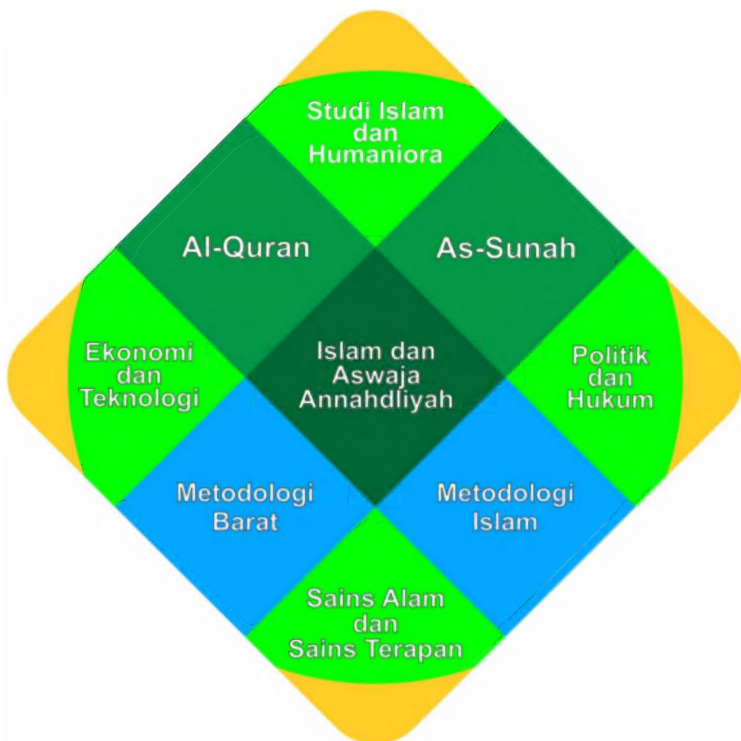 Studi Islam
dan
Humaniora
Al-Quran
As-Sunah
Ekonomi
dan
Teknologi
Islam dan
Aswaja
Annahdliyah
Politik
dan
Hukum
Metodologi
Barat
Metodologi
Islam
Sains Alam
dan
Sains Terapan